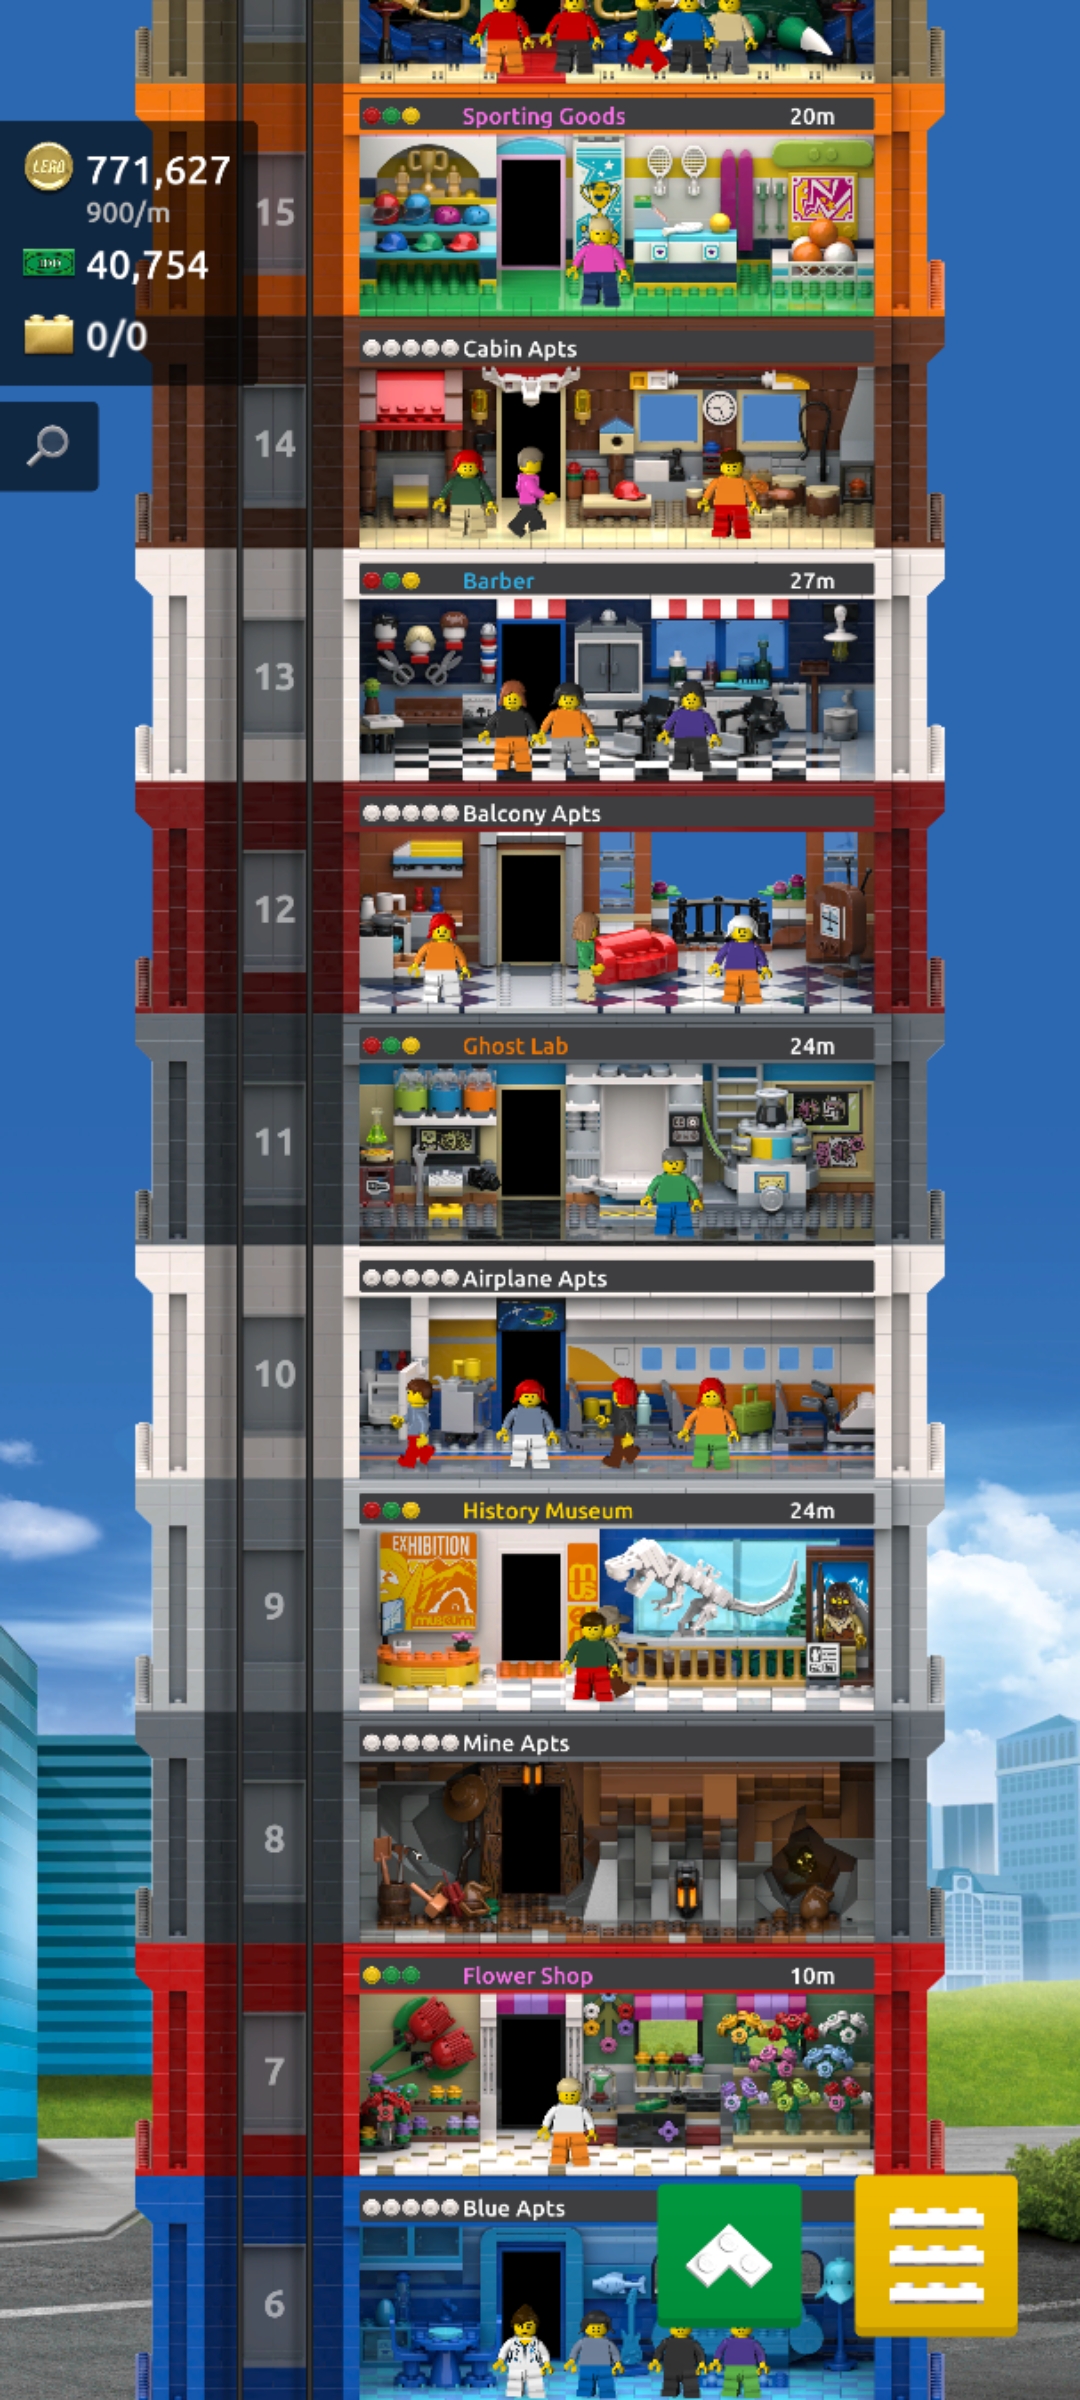 Sporting Goods 20m
LEGO 771,627
900/m
15
40,754
0/0
Cabin Apts
14
Barber 27m
13
Balcony Apts
12
Ghost Lab 24m
11
Airplane Apts
10
History Museum 24m
EXHIBITION
MUSEUM
9
Mine Apts
8
Flower Shop 10m
7
Blue Apts
6